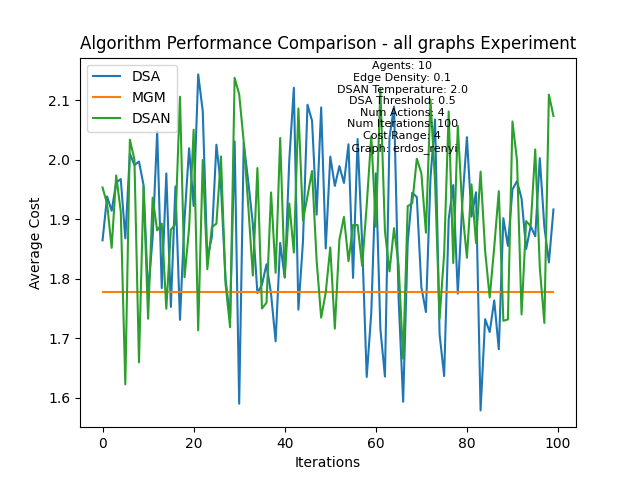 Algorithm Performance Comparison - all graphs Experiment
DSA
MGM
DSAN
Agents: 10
Edge Density: 0.1
DSAN Temperature: 2.0
DSA Threshold: 0.5
Num Actions: 4
Num Iterations: 100
Cost Range: 4
Graph: erdos_renyi
Average Cost
2.1
2.0
1.9
1.8
1.7
1.6
0 20 40 60 80 100
Iterations